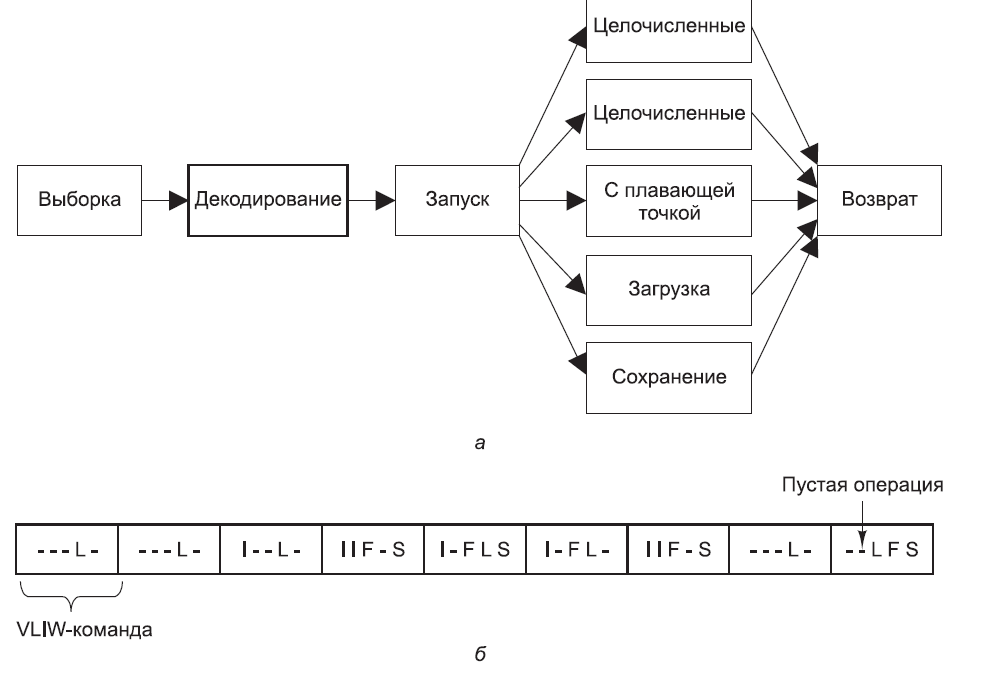 Целочисленные
Целочисленные
Выборка
Декодирование
Запуск
С плавающей
точкой
Возврат
Загрузка
Сохранение
а
Пустая операция
- - - L -
- - - L -
I - - L -
I I F - S
I - F L S
I - F L -
I I F - S
- - - L -
- - L F S
VLIW-команда
б